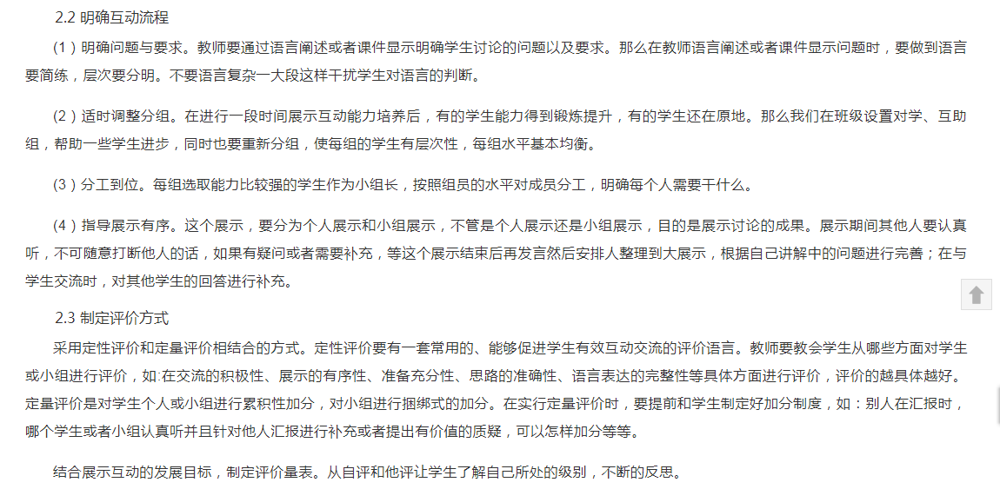 2.2 明确互动流程
(1）明确问题与要求。教师要通过语言阐述或者课件显示明确学生讨论的问题以及要求。那么在教师语言阐述或者课件显示问题时，要做到语言
要简练，层次要分明。不要语言复杂一大段这样干扰学生对语言的判断。
(2）适时调整分组。在进行一段时间展示互动能力培养后，有的学生能力得到锻炼提升，有的学生还在原地。那么我们在班级设置对学、互助
组，帮助一些学生进步，同时也要重新分组，使每组的学生有层次性，每组水平基本均衡。
(3）分工到位。每组选取能力比较强的学生作为小组长，按照组员的水平对成员分工，明确每个人需要干什么。
(4）指导展示有序。这个展示，要分为个人展示和小组展示，不管是个人展示还是小组展示，目的是展示讨论的成果。展示期间其他人要认真
听，不可随意打断他人的话，如果有疑问或者需要补充，等这个展示结束后再发言然后安排人整理到大展示，根据自己讲解中的问题进行完善；在与
学生交流时，对其他学生的回答进行补充。
2.3 制定评价方式
采用定性评价和定量评价相结合的方式。定性评价要有一套常用的、能够促进学生有效互动交流的评价语言。教师要教会学生从哪些方面对学生
或小组进行评价，如:在交流的积极性、展示的有序性、准备充分性、思路的准确性、语言表达的完整性等具体方面进行评价，评价的越具体越好。
定量评价是对学生个人或小组进行累积性加分，对小组进行捆绑式的加分。在实行定量评价时，要提前和学生制定好加分制度，如：别人在汇报时，
哪个学生或者小组认真听并且针对他人汇报进行补充或者提出有价值的质疑，可以怎样加分等等。
结合展示互动的发展目标，制定评价量表。从自评和他评让学生了解自己所处的级别，不断的反思。